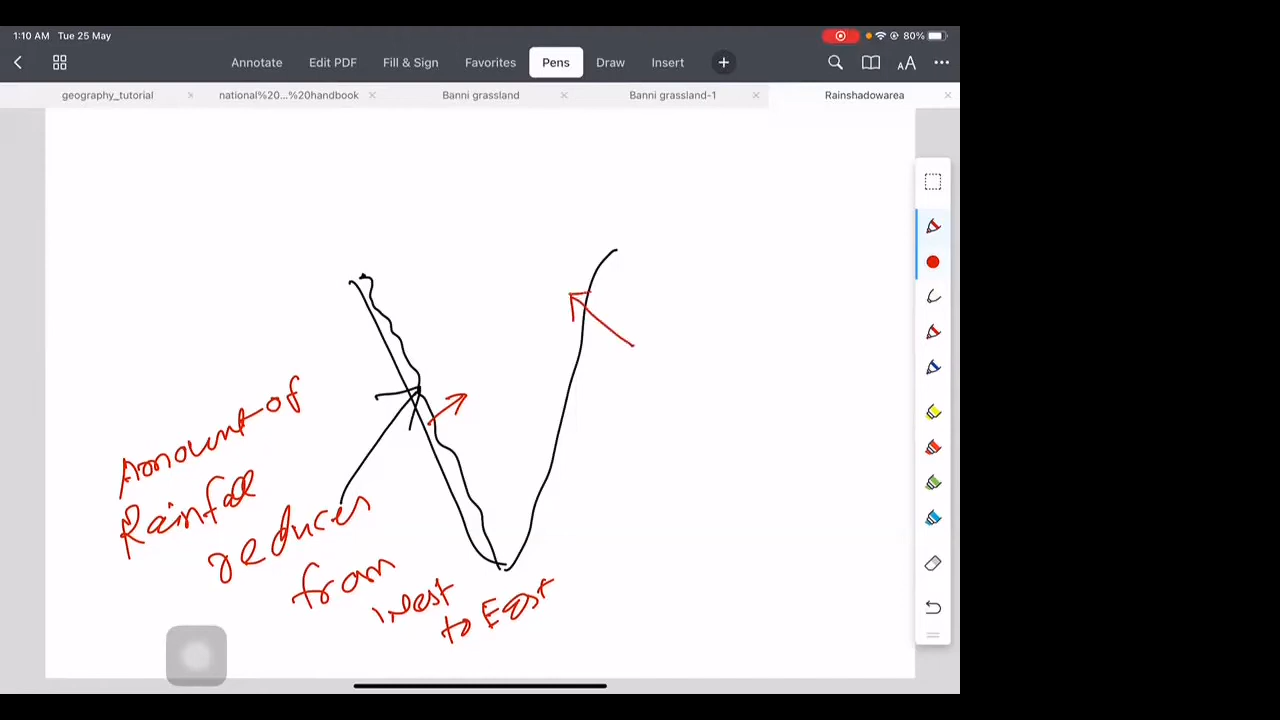 1:10 AM Tue 25 May
80%
Annotate Edit PDF Fill & Sign Favorites Pens Draw Insert
AA
geography_tutorial national%20...%20handbook Banni grassland Banni grassland-1 Rainshadowarea
Amount of
Rainfall
reduces
from
West
to East